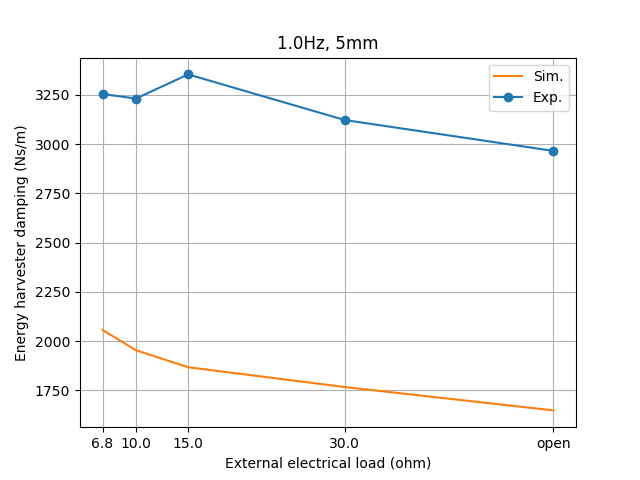 1.0Hz, 5mm
Sim.
Exp.
Energy harvester damping (Ns/m)
3250
3000
2750
2500
2250
2000
1750
6.8 10.0 15.0 30.0 open
External electrical load (ohm)